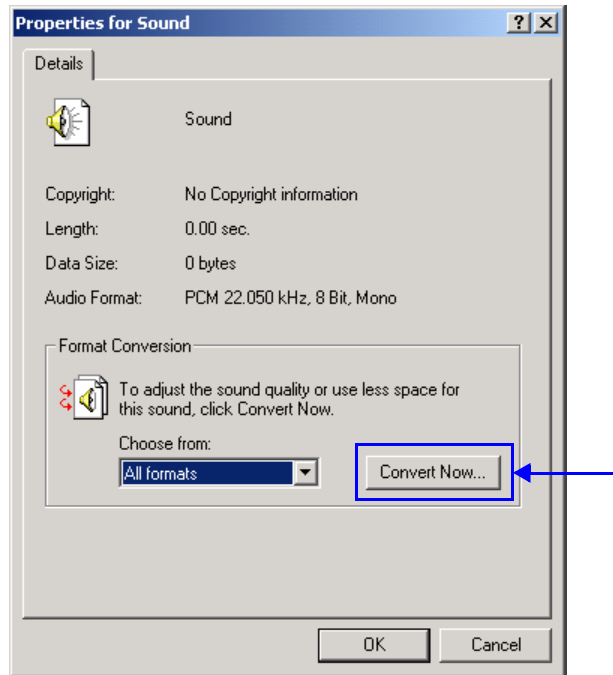 Properties for Sound
Details
Sound
Copyright: No Copyright information
Length: 0.00 sec.
Data Size: 0 bytes
Audio Format: PCM 22.050 kHz, 8 Bit, Mono
Format Conversion
To adjust the sound quality or use less space for
this sound, click Convert Now.
Choose from:
All formats Convert Now...
OK Cancel